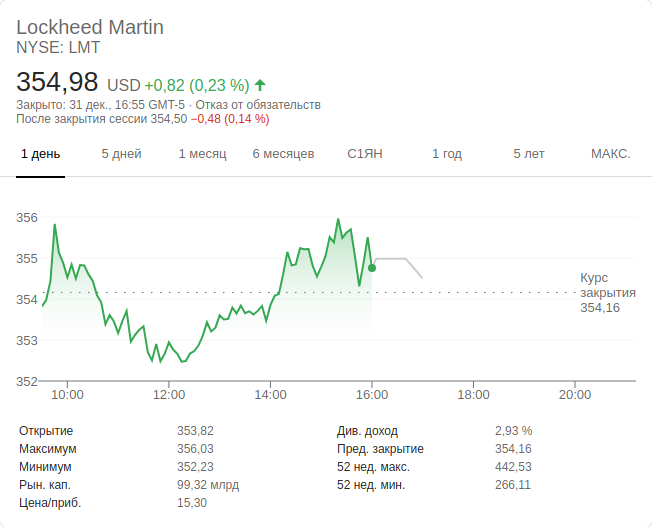 Lockheed Martin
NYSE: LMT
354,98 USD +0,82 (0,23 %)
Закрыто: 31 дек., 16:55 GMT-5 · Отказ от обязательств
После закрытия сессии 354,50 −0,48 (0,14 %)
1 день 5 дней 1 месяц 6 месяцев С1ЯН 1 год 5 лет МАКС.
356
355
Курс
354 закрытия
354,16
353
352
10:00 12:00 14:00 16:00 18:00 20:00
Открытие 353,82 Див. доход 2,93 %
Максимум 356,03 Пред. закрытие 354,16
Минимум 352,23 52 нед. макс. 442,53
Рын. кап. 99,32 млрд 52 нед. мин. 266,11
Цена/приб. 15,30